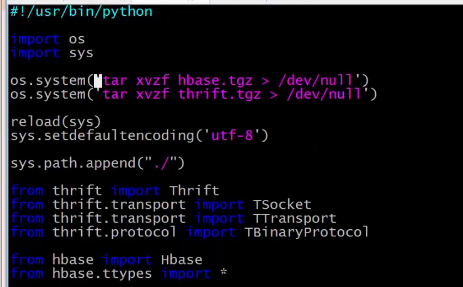 #!/usr/bin/python
import os
import sys
os.system('tar xvzf hbase.tgz > /dev/null')
os.system('tar xvzf thrift.tgz > /dev/null')
reload(sys)
sys.setdefaultencoding('utf-8')
sys.path.append("./")
from thrift import Thrift
from thrift.transport import TSocket
from thrift.transport import TTransport
from thrift.protocol import TBinaryProtocol
from hbase import Hbase
from hbase.ttypes import *